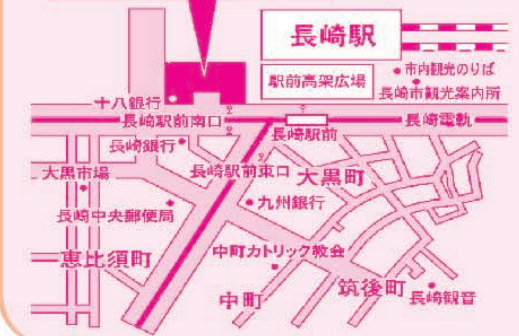 長崎駅
駅前高架広場
市内観光のりば
長崎市観光案内所
十八銀行
長崎駅前南口
長崎駅前
長崎電軌
長崎銀行
長崎駅前東口
大黒町
大黒市場
九州銀行
長崎中央郵便局
中町カトリック教会
恵比須町
中町
筑後町
長崎観音